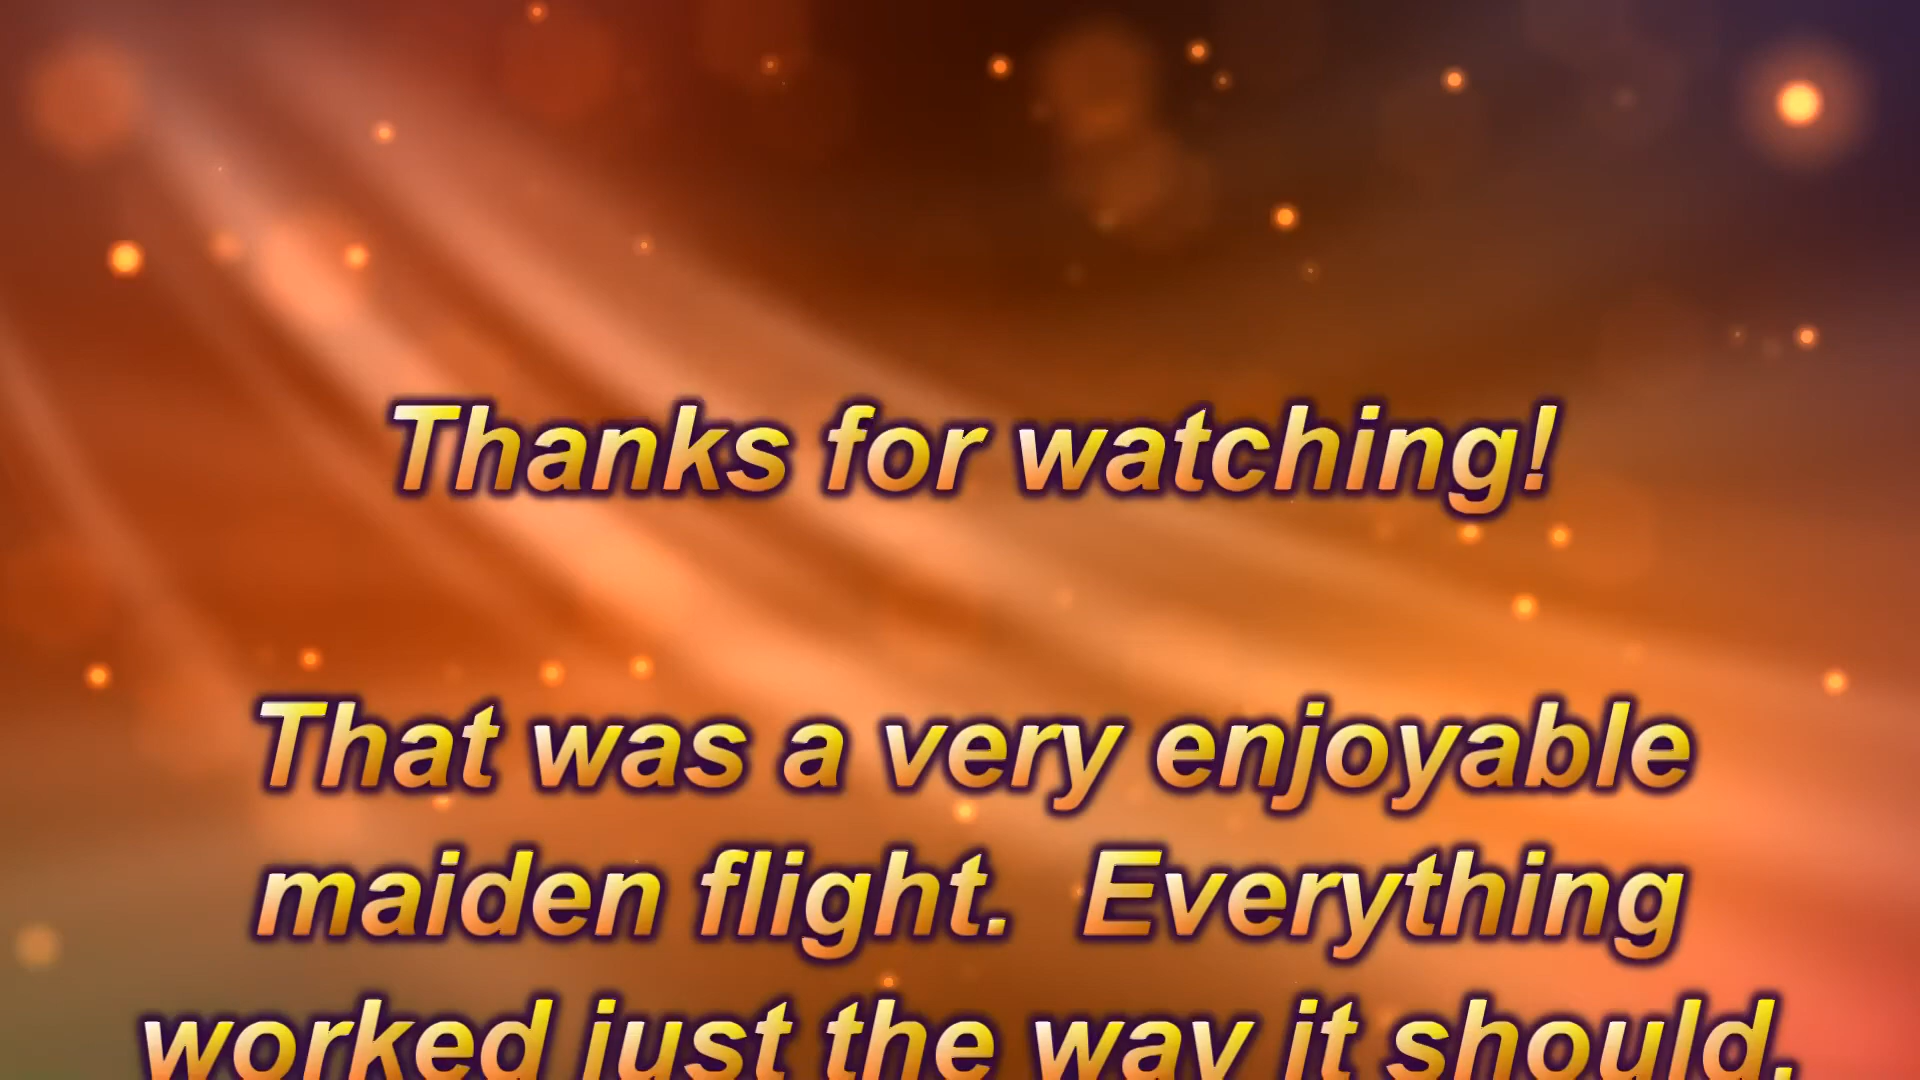 Thanks for watching!
That was a very enjoyable
maiden flight.  Everything
worked just the way it should.